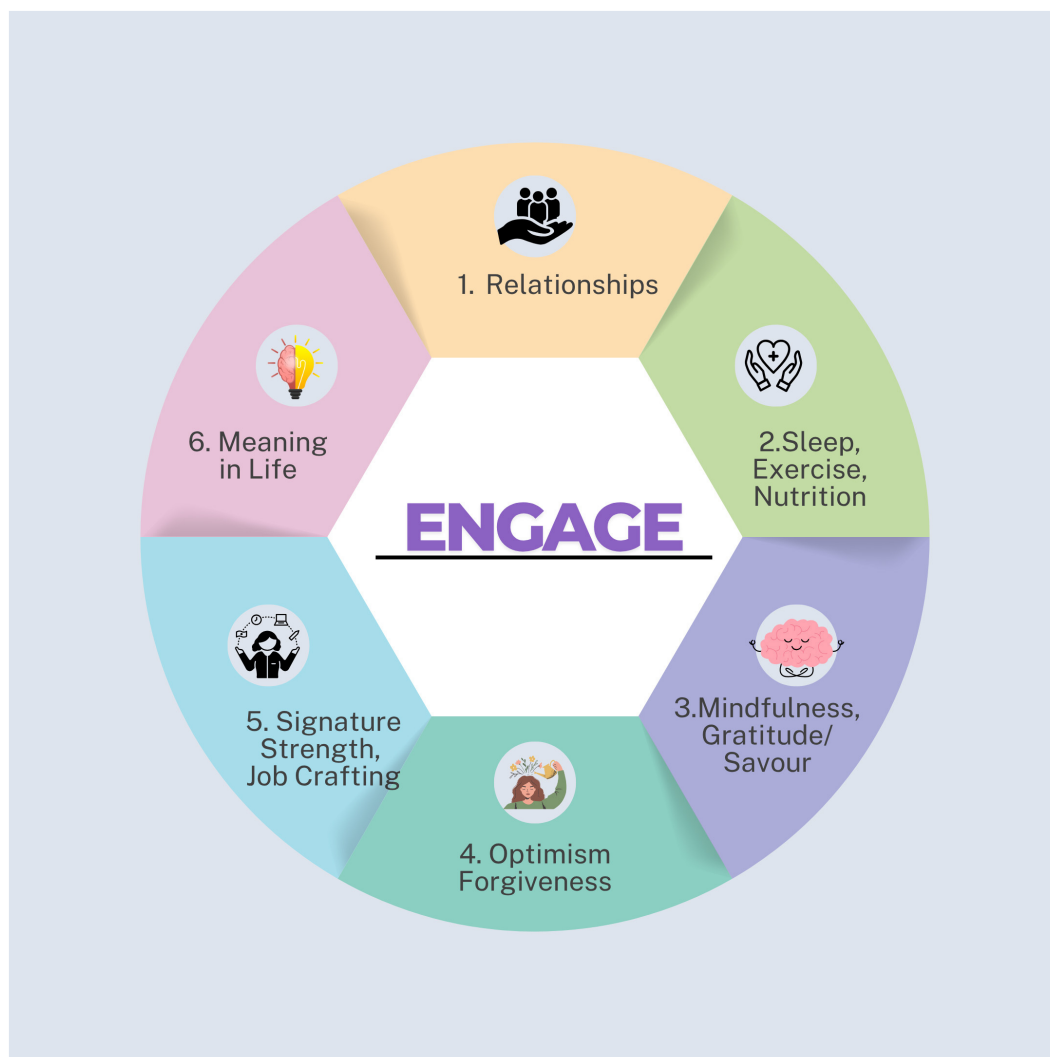 1. Relationships
2.Sleep,
Exercise,
Nutrition
3.Mindfulness,
Gratitude/
Savour
4. Optimism
Forgiveness
5. Signature
Strength,
Job Crafting
6. Meaning
in Life
ENGAGE